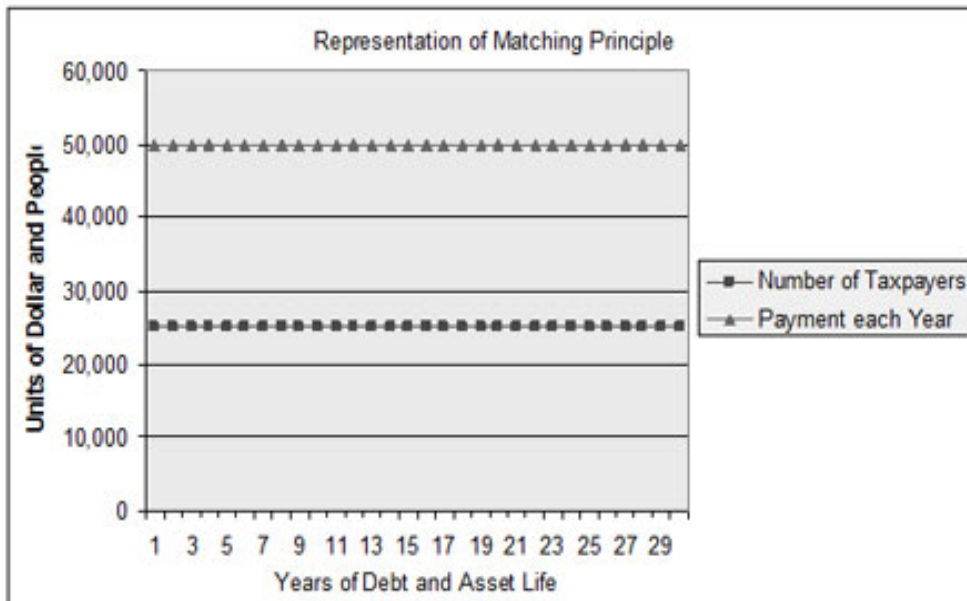 Representation of Matching Principle
60,000
50,000
40,000
30,000
20,000
10,000
0
Units of Dollar and People
1 3 5 7 9 11 13 15 17 19 21 23 25 27 29
Years of Debt and Asset Life
Number of Taxpayers
Payment each Year